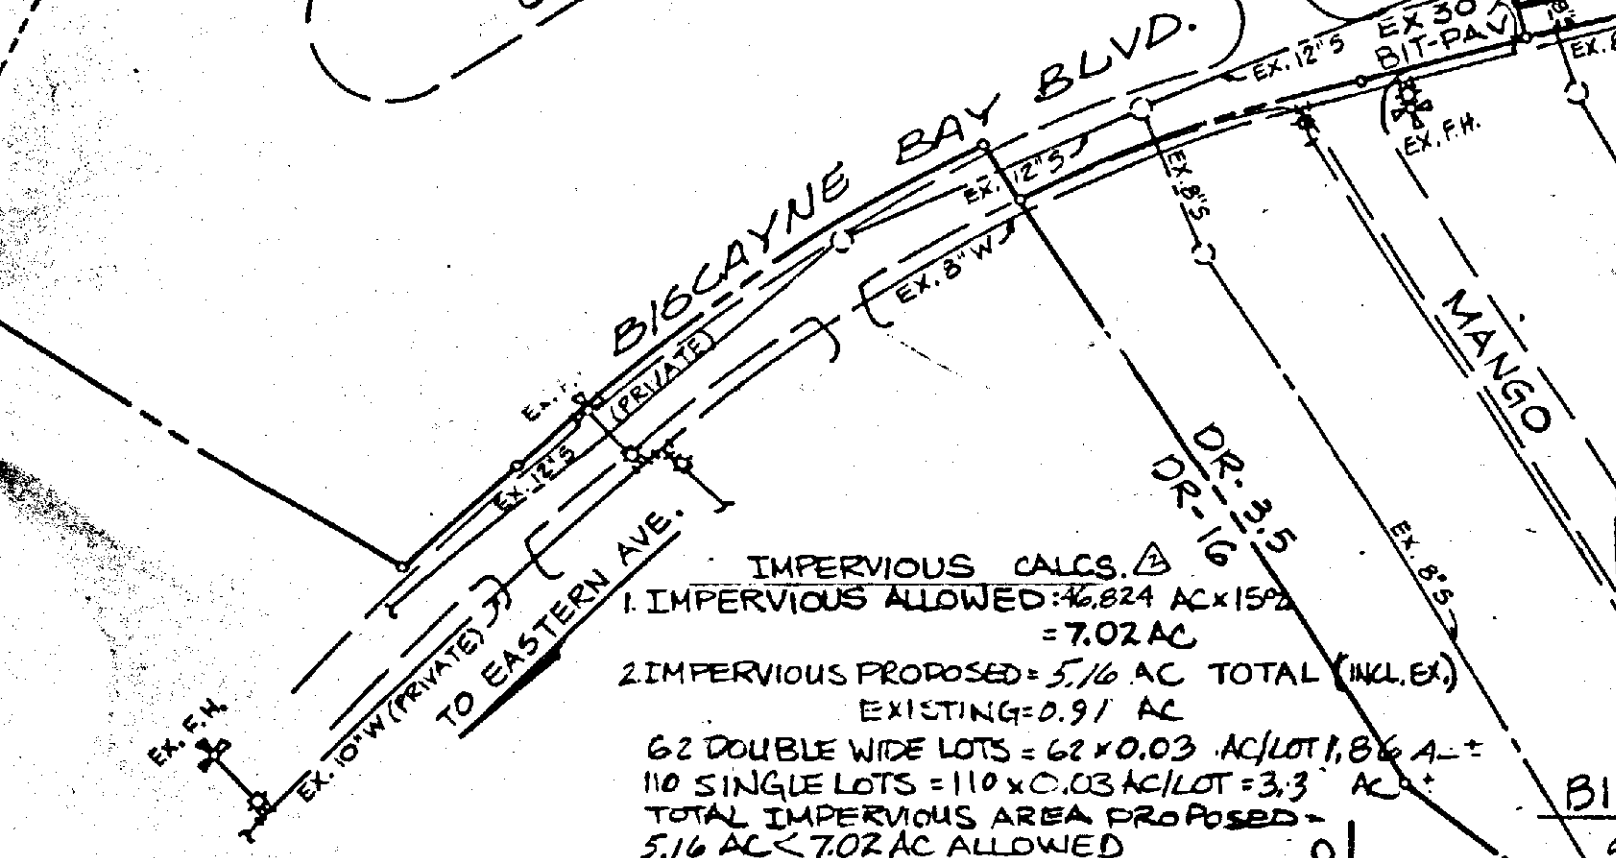 BISCAYNE BAY BLVD.
EX. 12"S
EX 30'
BIT-PAV
EX. 8
EX. F.H.
EX. 12"S
EX. 8"S
EX. 8"W
MANGO
(PRIVATE)
EX. 12"S
DR-3.5
DR-16
EX. 8"S
TO EASTERN AVE.
EX. 10"W (PRIVATE)
EX. F.H.
IMPERVIOUS CALCS.
1. IMPERVIOUS ALLOWED: 46.824 AC x 15%
= 7.02 AC
2. IMPERVIOUS PROPOSED = 5.16 AC TOTAL (INCL. EX.)
EXISTING = 0.91 AC
62 DOUBLE WIDE LOTS = 62 x 0.03 AC/LOT 1.86 A ±
110 SINGLE LOTS = 110 x 0.03 AC/LOT = 3.3 AC ±
TOTAL IMPERVIOUS AREA PROPOSED -
5.16 AC < 7.02 AC ALLOWED
BI